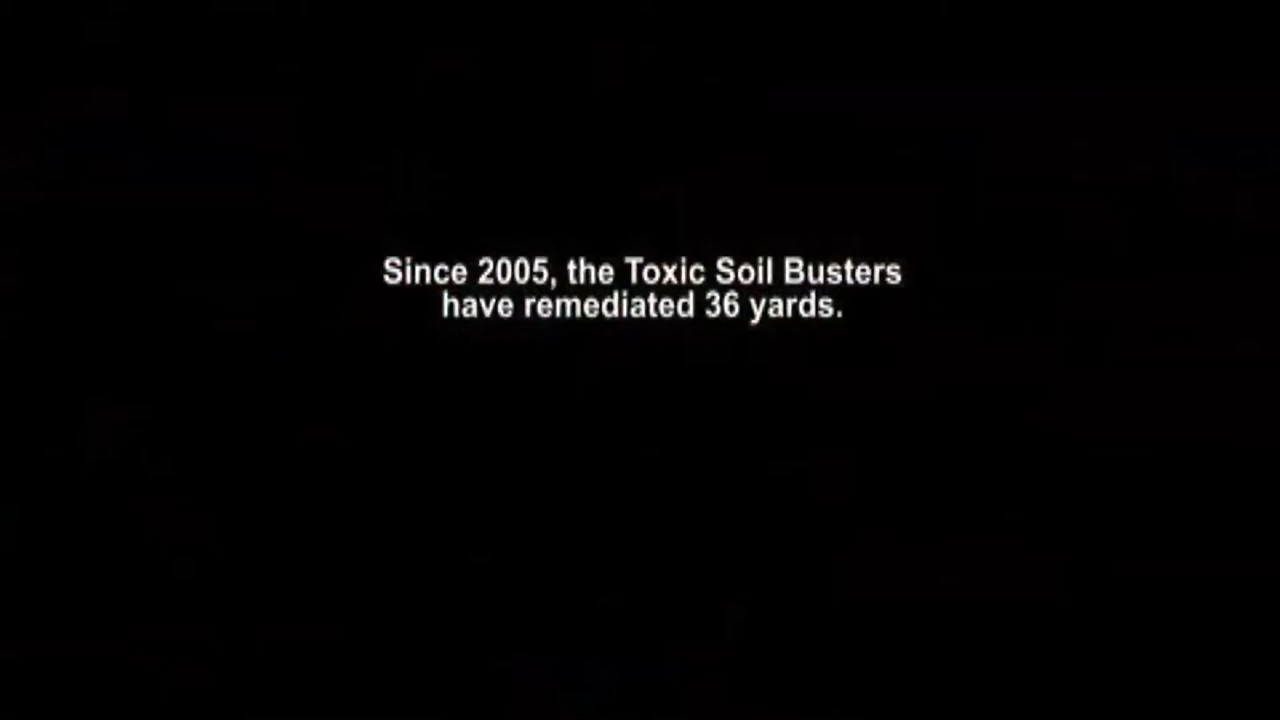 Since 2005, the Toxic Soil Busters
have remediated 36 yards.